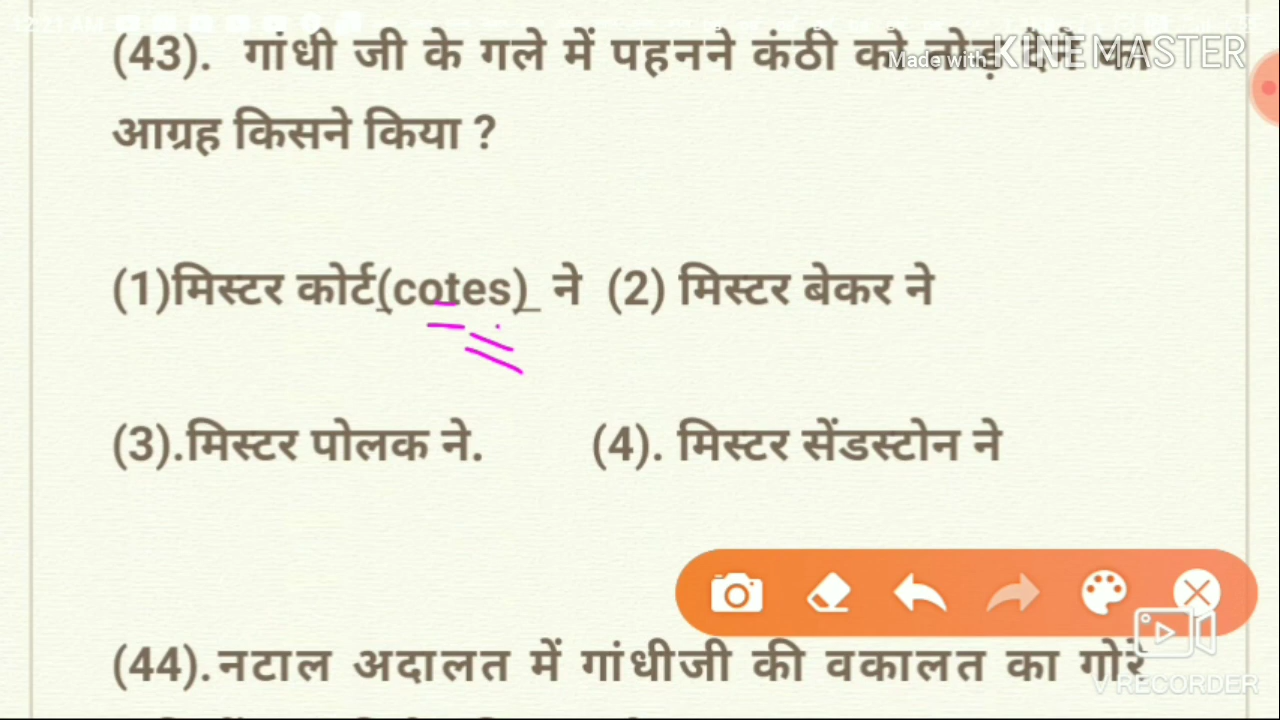 (43). गांधी जी के गले में पहनने कंठी को तोड़ देने का
Made with KINEMASTER
आग्रह किसने किया ?
(1)मिस्टर कोर्ट(cotes)_ ने (2) मिस्टर बेकर ने
(3).मिस्टर पोलक ने. (4). मिस्टर सेंडस्टोन ने
(44).नटाल अदालत में गांधीजी की वकालत का गोरे
V RECORDER